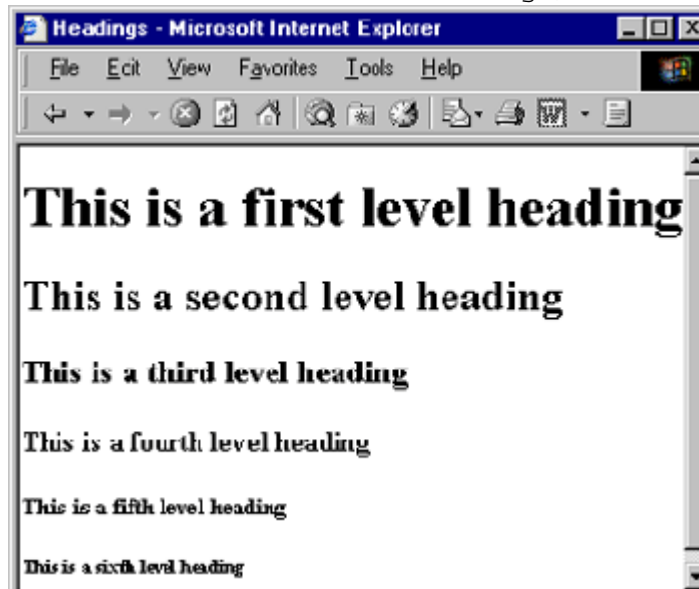 Headings - Microsoft Internet Explorer
File Edit View Favorites Tools Help
W
This is a first level heading
This is a second level heading
This is a third level heading
This is a fourth level heading
This is a fifth level heading
This is a sixth level heading